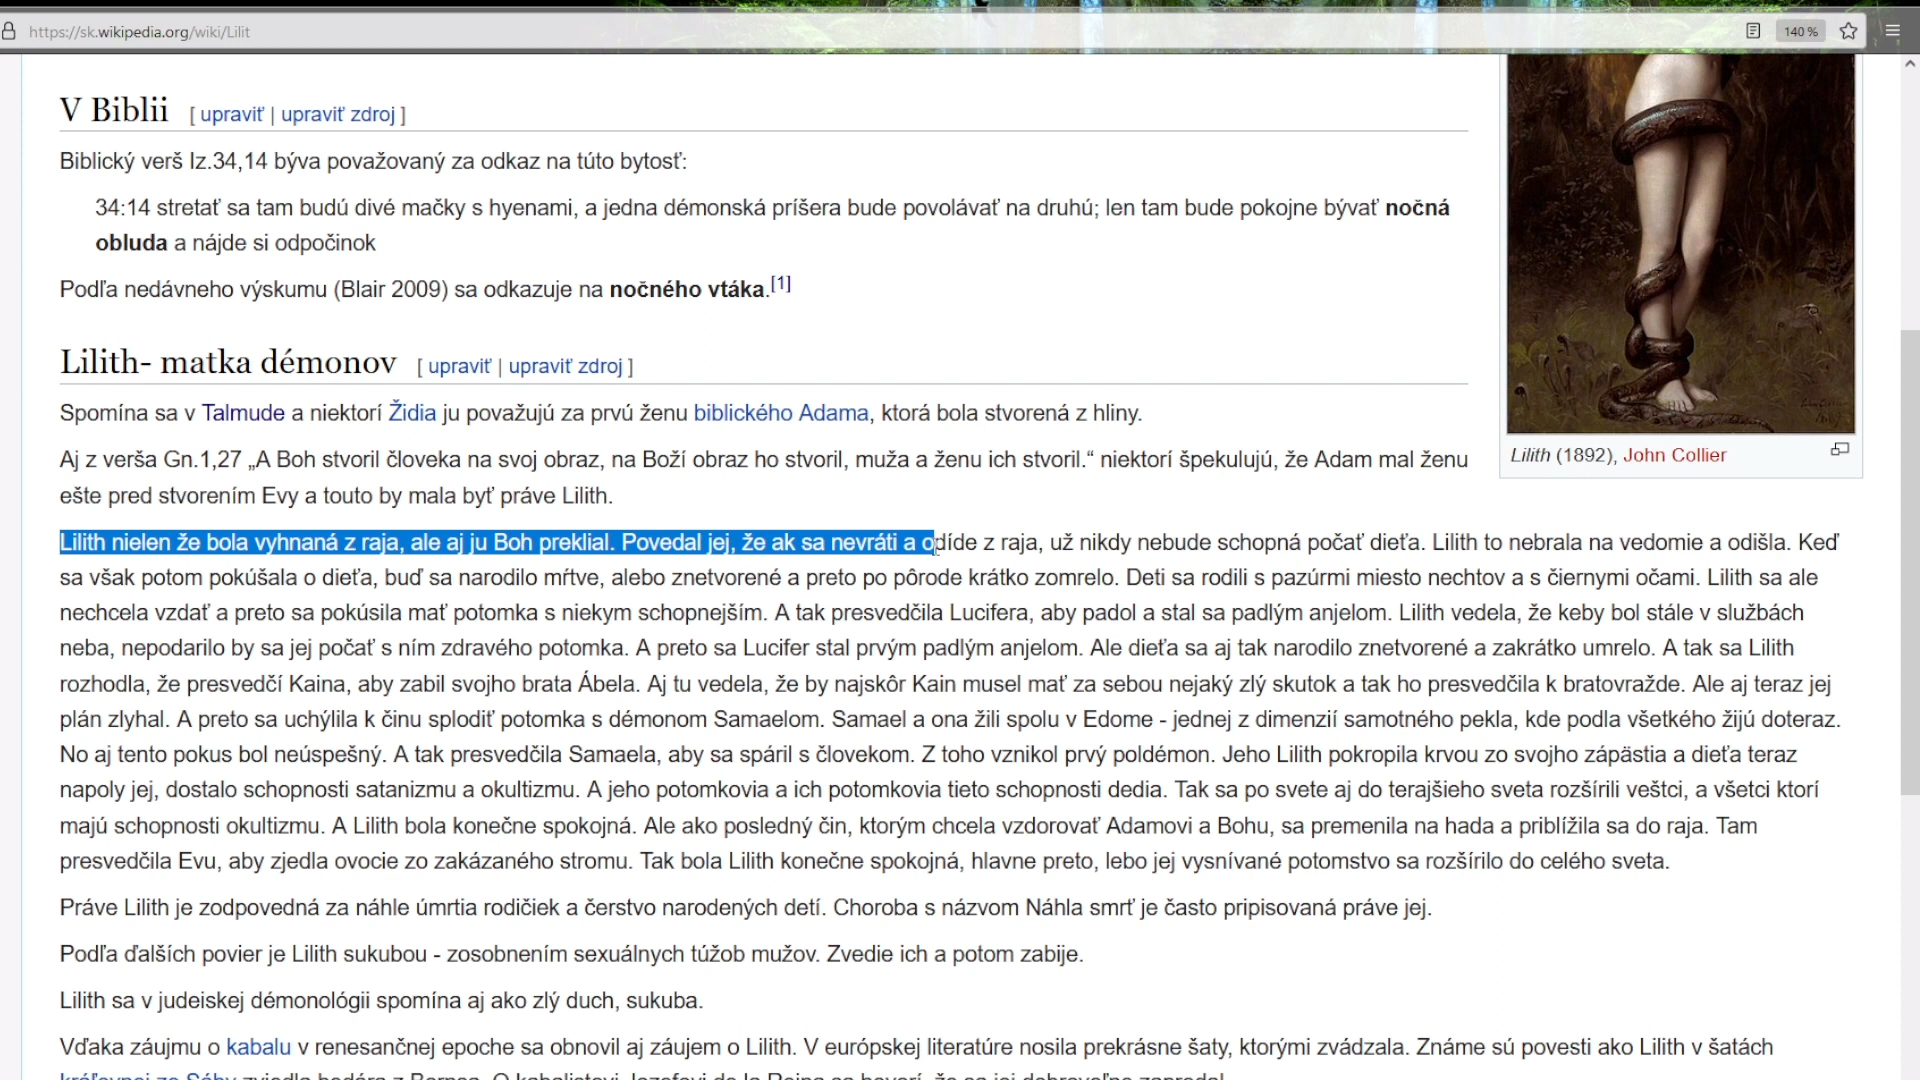 https://sk.wikipedia.org/wiki/Lilit
140 %
V Biblii [ upraviť | upraviť zdroj ]
Biblický verš Iz.34,14 býva považovaný za odkaz na túto bytosť:
34:14 stretať sa tam budú divé mačky s hyenami, a jedna démonská príšera bude povolávať na druhú; len tam bude pokojne bývať nočná
obluda a nájde si odpočinok
Podľa nedávneho výskumu (Blair 2009) sa odkazuje na nočného vtáka.[1]
Lilith (1892), John Collier
Lilith- matka démonov [ upraviť | upraviť zdroj ]
Spomína sa v Talmude a niektorí Židia ju považujú za prvú ženu biblického Adama, ktorá bola stvorená z hliny.
Aj z verša Gn.1,27 „A Boh stvoril človeka na svoj obraz, na Boží obraz ho stvoril, muža a ženu ich stvoril.“ niektorí špekulujú, že Adam mal ženu
ešte pred stvorením Evy a touto by mala byť práve Lilith.
Lilith nielen že bola vyhnaná z raja, ale aj ju Boh preklial. Povedal jej, že ak sa nevráti a odíde z raja, už nikdy nebude schopná počať dieťa. Lilith to nebrala na vedomie a odišla. Keď
sa však potom pokúšala o dieťa, buď sa narodilo mŕtve, alebo znetvorené a preto po pôrode krátko zomrelo. Deti sa rodili s pazúrmi miesto nechtov a s čiernymi očami. Lilith sa ale
nechcela vzdať a preto sa pokúsila mať potomka s niekym schopnejším. A tak presvedčila Lucifera, aby padol a stal sa padlým anjelom. Lilith vedela, že keby bol stále v službách
neba, nepodarilo by sa jej počať s ním zdravého potomka. A preto sa Lucifer stal prvým padlým anjelom. Ale dieťa sa aj tak narodilo znetvorené a zakrátko umrelo. A tak sa Lilith
rozhodla, že presvedčí Kaina, aby zabil svojho brata Ábela. Aj tu vedela, že by najskôr Kain musel mať za sebou nejaký zlý skutok a tak ho presvedčila k bratovražde. Ale aj teraz jej
plán zlyhal. A preto sa uchýlila k činu splodiť potomka s démonom Samaelom. Samael a ona žili spolu v Edome - jednej z dimenzií samotného pekla, kde podla všetkého žijú doteraz.
No aj tento pokus bol neúspešný. A tak presvedčila Samaela, aby sa spáril s človekom. Z toho vznikol prvý poldémon. Jeho Lilith pokropila krvou zo svojho zápästia a dieťa teraz
napoly jej, dostalo schopnosti satanizmu a okultizmu. A jeho potomkovia a ich potomkovia tieto schopnosti dedia. Tak sa po svete aj do terajšieho sveta rozšírili veštci, a všetci ktorí
majú schopnosti okultizmu. A Lilith bola konečne spokojná. Ale ako posledný čin, ktorým chcela vzdorovať Adamovi a Bohu, sa premenila na hada a priblížila sa do raja. Tam
presvedčila Evu, aby zjedla ovocie zo zakázaného stromu. Tak bola Lilith konečne spokojná, hlavne preto, lebo jej vysnívané potomstvo sa rozšírilo do celého sveta.
Práve Lilith je zodpovedná za náhle úmrtia rodičiek a čerstvo narodených detí. Choroba s názvom Náhla smrť je často pripisovaná práve jej.
Podľa ďalších povier je Lilith sukubou - zosobnením sexuálnych túžob mužov. Zvedie ich a potom zabije.
Lilith sa v judeiskej démonológii spomína aj ako zlý duch, sukuba.
Vďaka záujmu o kabalu v renesančnej epoche sa obnovil aj záujem o Lilith. V európskej literatúre nosila prekrásne šaty, ktorými zvádzala. Známe sú povesti ako Lilith v šatách